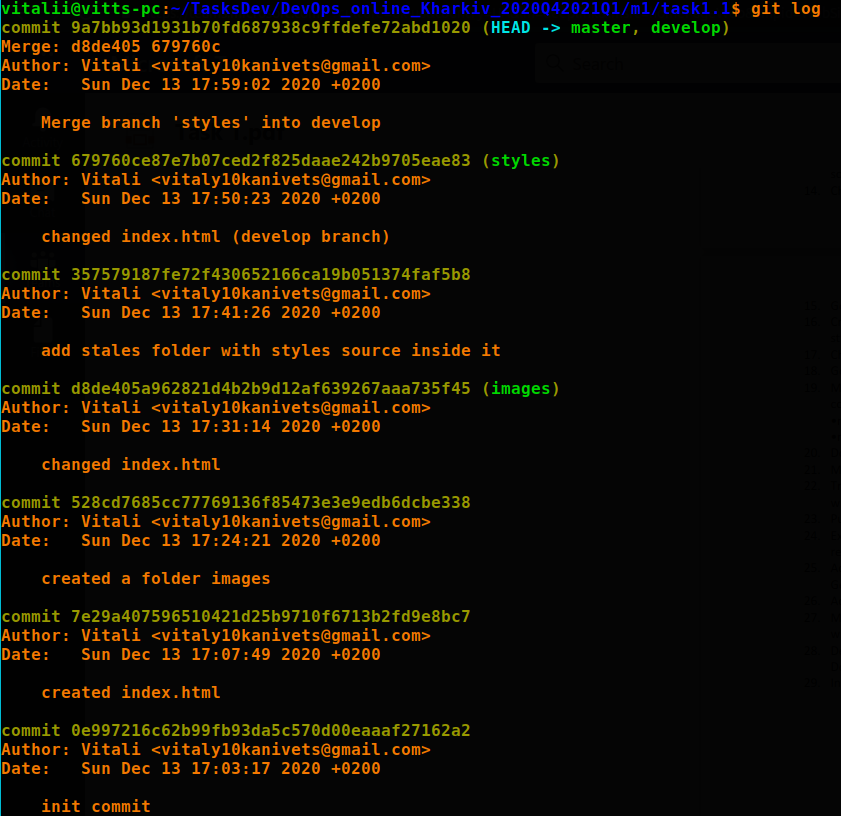 vitalii@vitts-pc:~/TasksDev/DevOps_online_Kharkiv_2020Q42021Q1/m1/task1.1$ git log
commit 9a7bb93d1931b70fd687938c9ffdefe72abd1020 (HEAD -> master, develop)
Merge: d8de405 679760c
Author: Vitali <vitaly10kanivets@gmail.com>
Date:   Sun Dec 13 17:59:02 2020 +0200
    Merge branch 'styles' into develop
commit 679760ce87e7b07ced2f825daae242b9705eae83 (styles)
Author: Vitali <vitaly10kanivets@gmail.com>
Date:   Sun Dec 13 17:50:23 2020 +0200
    changed index.html (develop branch)
commit 357579187fe72f430652166ca19b051374faf5b8
Author: Vitali <vitaly10kanivets@gmail.com>
Date:   Sun Dec 13 17:41:26 2020 +0200
    add stales folder with styles source inside it
commit d8de405a962821d4b2b9d12af639267aaa735f45 (images)
Author: Vitali <vitaly10kanivets@gmail.com>
Date:   Sun Dec 13 17:31:14 2020 +0200
    changed index.html
commit 528cd7685cc77769136f85473e3e9edb6dcbe338
Author: Vitali <vitaly10kanivets@gmail.com>
Date:   Sun Dec 13 17:24:21 2020 +0200
    created a folder images
commit 7e29a407596510421d25b9710f6713b2fd9e8bc7
Author: Vitali <vitaly10kanivets@gmail.com>
Date:   Sun Dec 13 17:07:49 2020 +0200
    created index.html
commit 0e997216c62b99fb93da5c570d00eaaaf27162a2
Author: Vitali <vitaly10kanivets@gmail.com>
Date:   Sun Dec 13 17:03:17 2020 +0200
    init commit